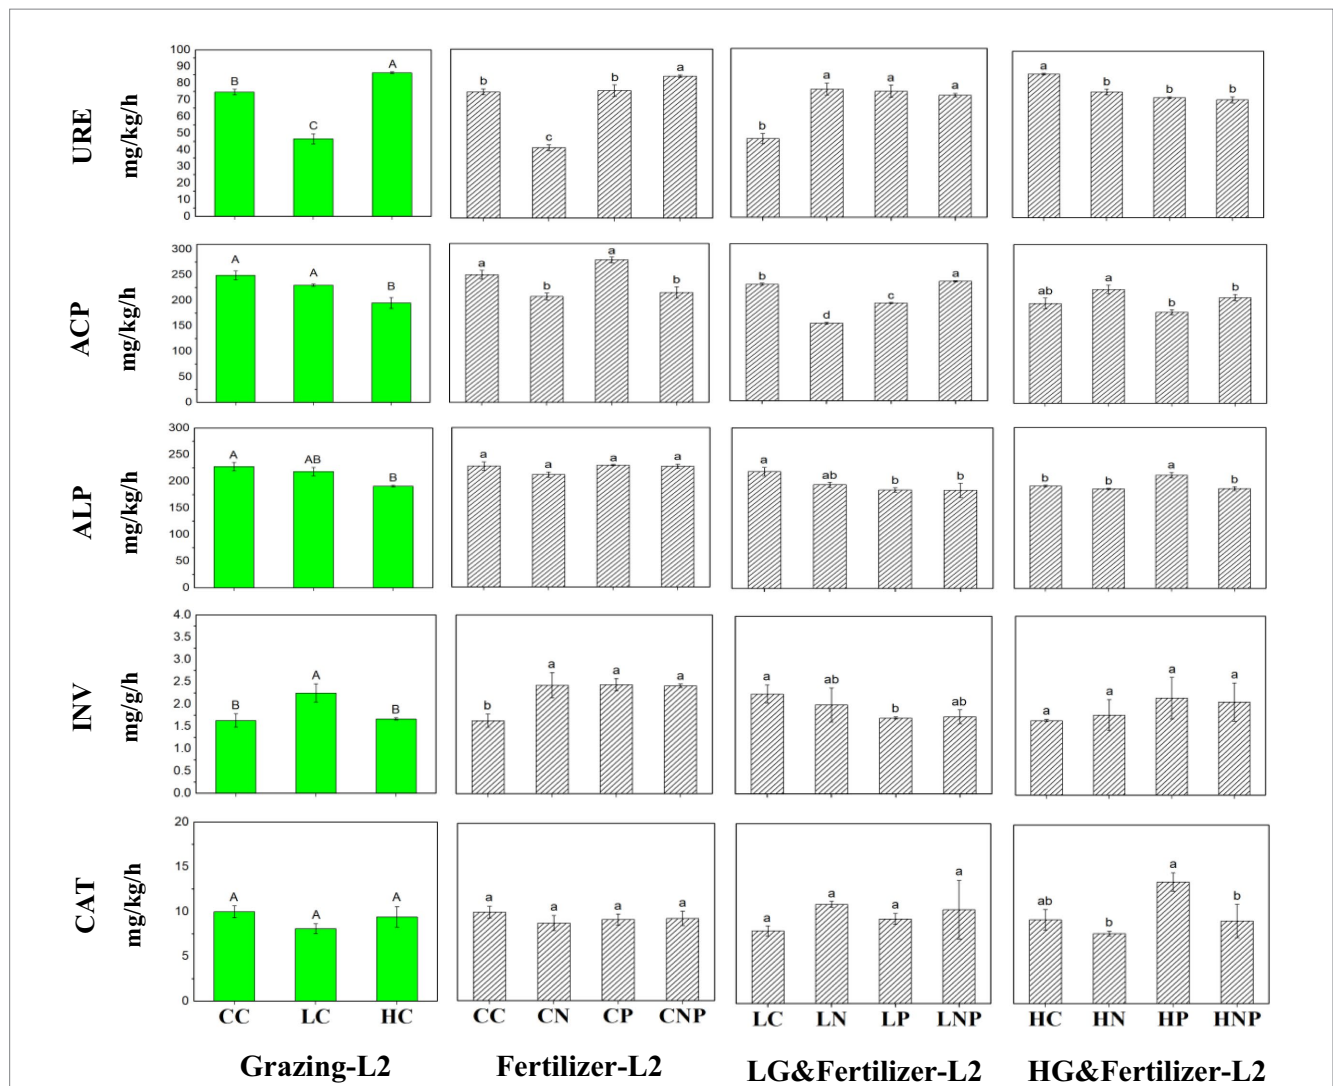 URE
mg/kg/h
100
90
80
70
60
50
40
30
20
10
0
B
C
A
b
c
b
a
b
a
a
a
a
b
b
b
ACP
mg/kg/h
300
250
200
150
100
50
0
A
A
B
a
b
a
b
b
d
c
a
ab
a
b
b
ALP
mg/kg/h
300
250
200
150
100
50
0
A
AB
B
a
a
a
a
a
ab
b
b
b
b
a
b
INV
mg/g/h
4.0
3.5
3.0
2.5
2.0
1.5
1.0
0.5
0.0
B
A
B
b
a
a
a
a
ab
b
ab
a
a
a
a
CAT
mg/kg/h
20
15
10
5
0
A
A
A
a
a
a
a
a
a
a
a
ab
b
a
b
CC LC HC CC CN CP CNP LC LN LP LNP HC HN HP HNP
Grazing-L2 Fertilizer-L2 LG&Fertilizer-L2 HG&Fertilizer-L2